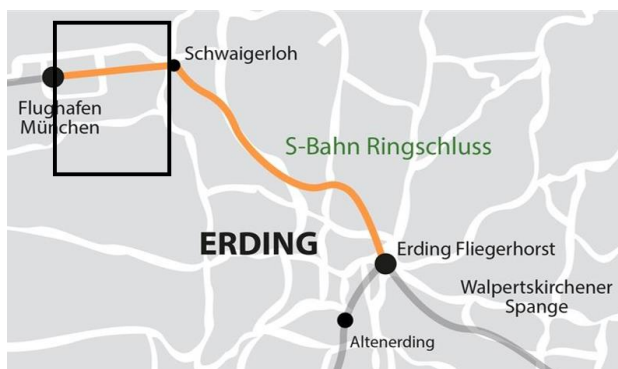 Schwaigerloh
Flughafen
München
S-Bahn Ringschluss
ERDING
Erding Fliegerhorst
Walpertskirchener
Spange
Altenerding